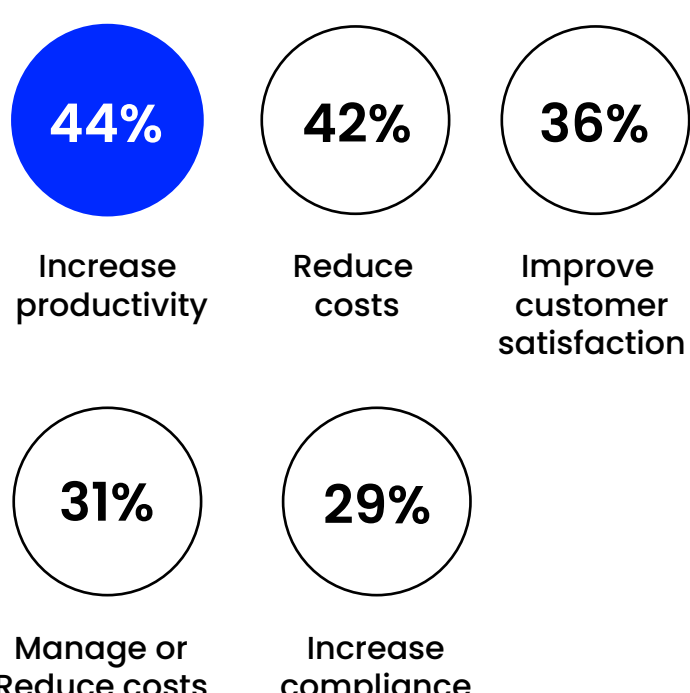 44%
42%
36%
Increase
productivity
Reduce
costs
Improve
customer
satisfaction
31%
29%
Manage or
Reduce costs
Increase
compliance